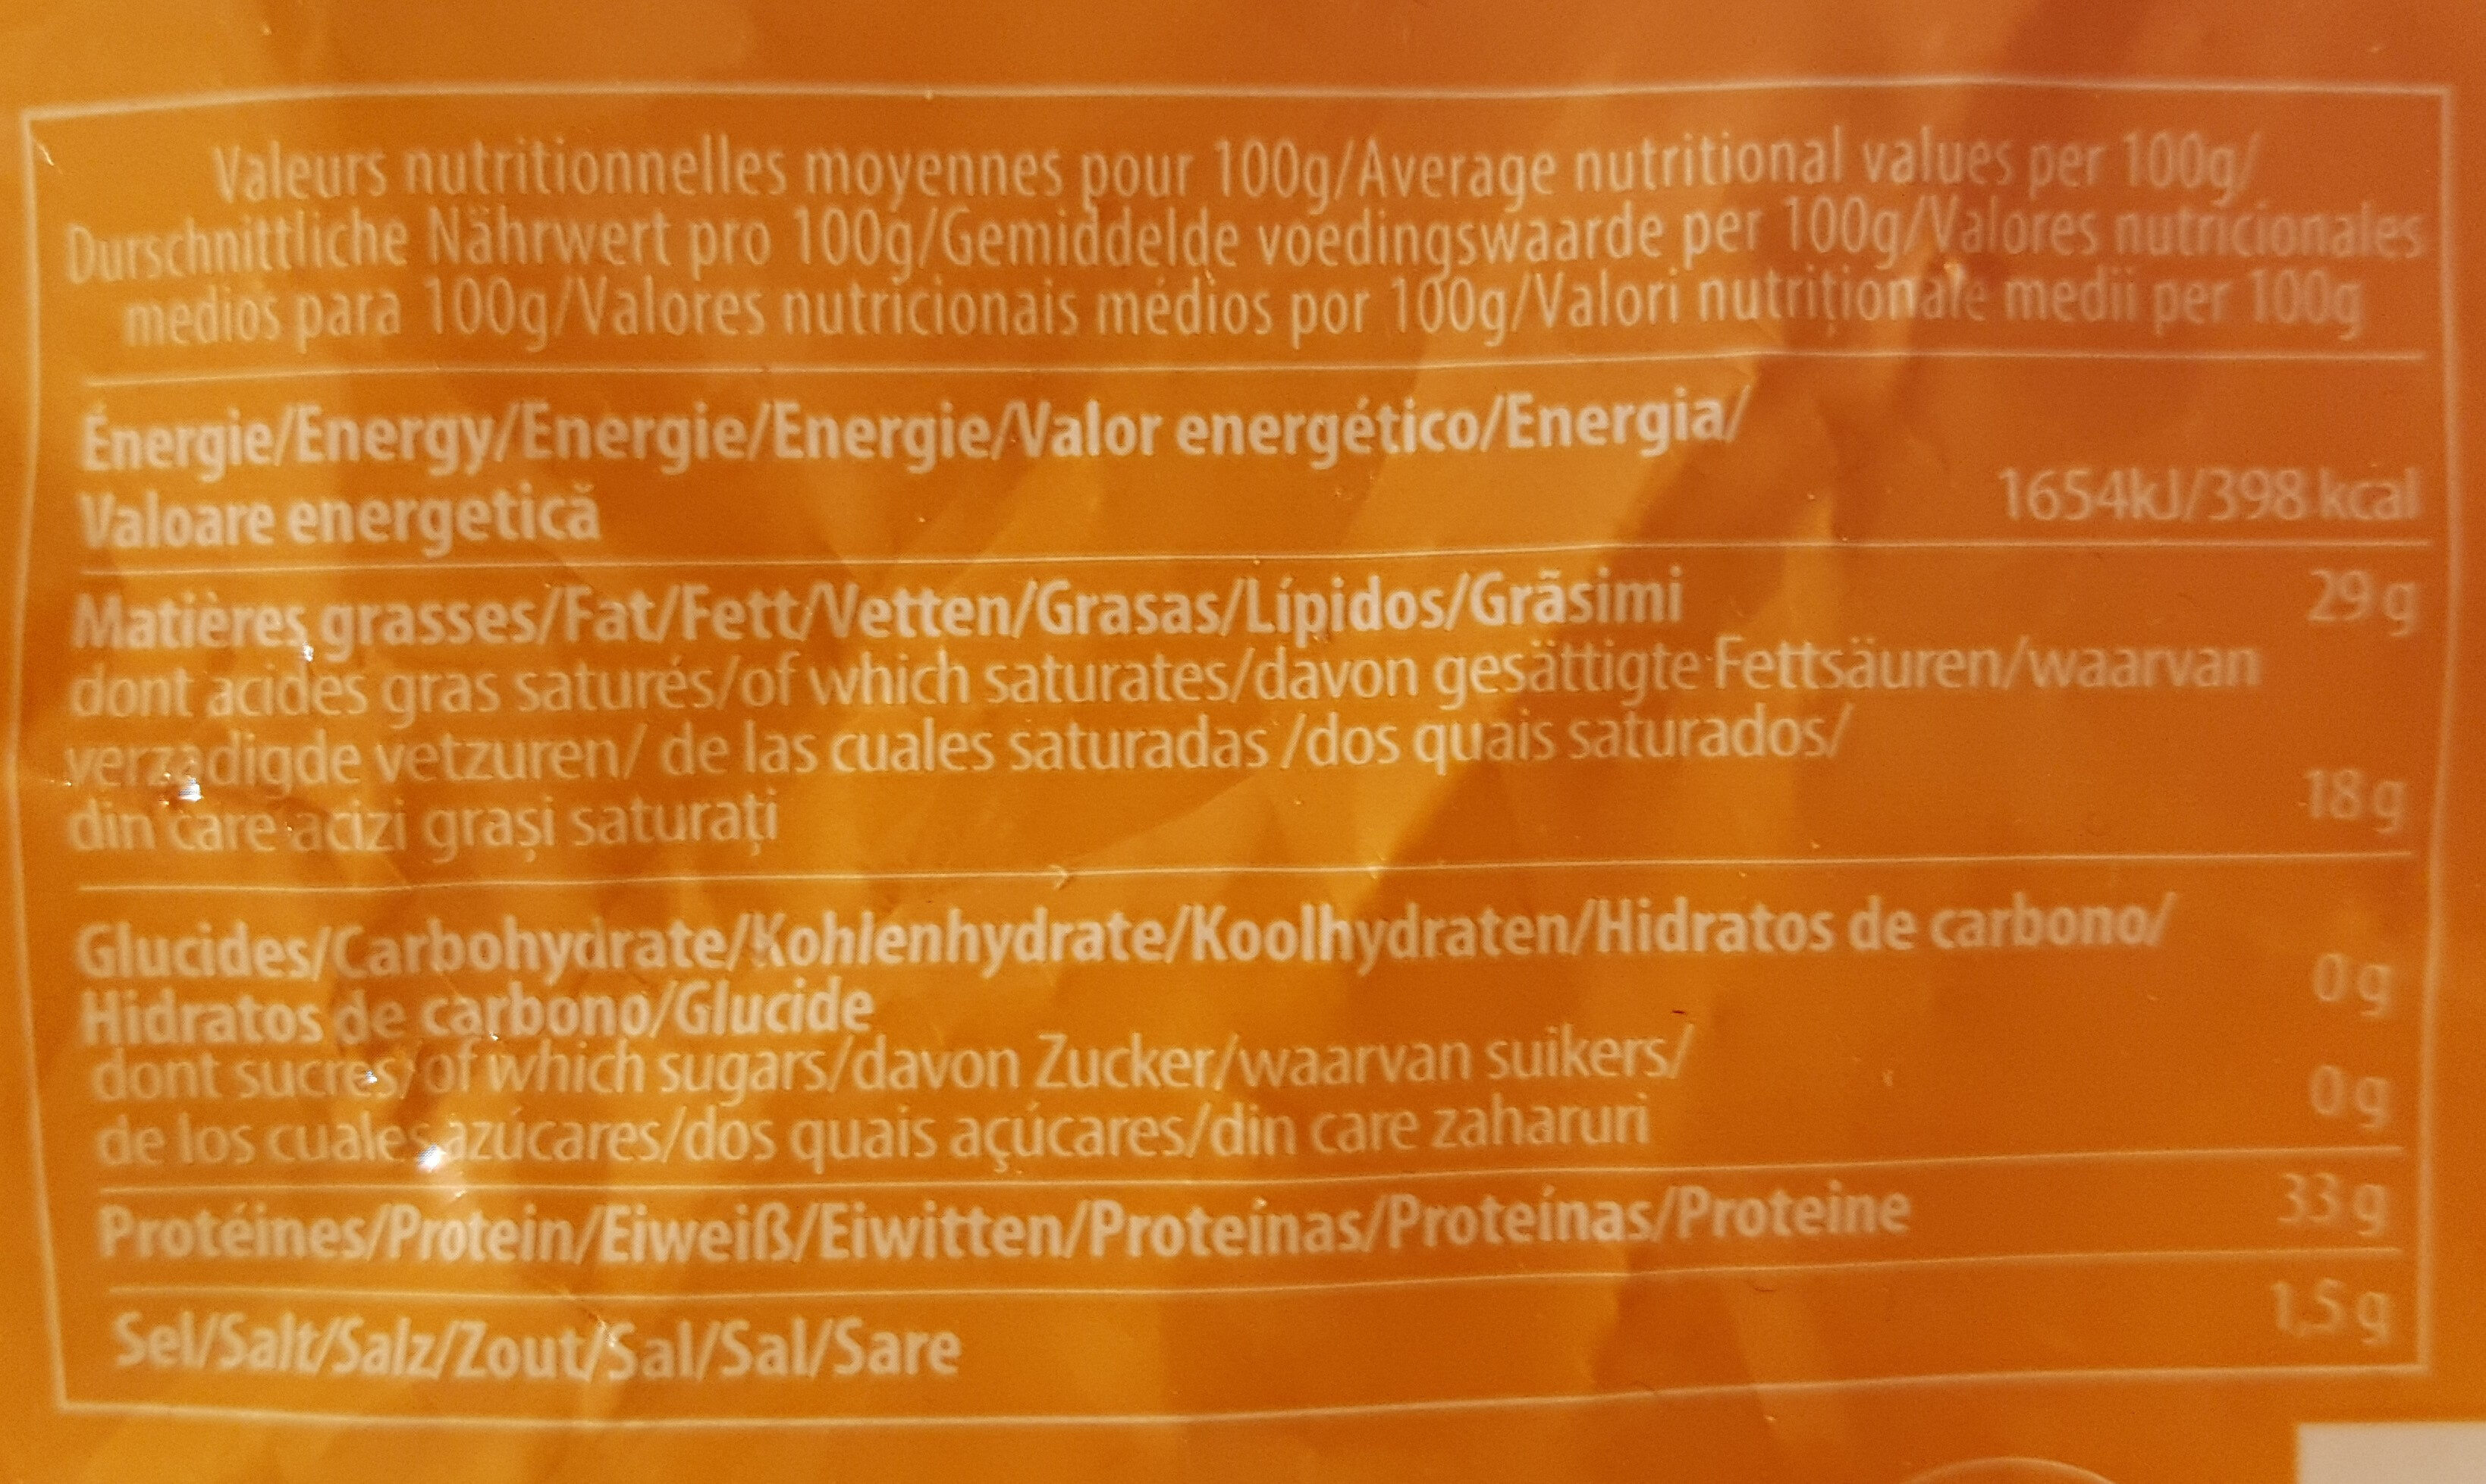 Valeurs nutritionnelles moyennes pour 100g/Average nutritional values per 100g/
Durschnittliche Nährwert pro 100g/Gemiddelde voedingswaarde per 100g/Valores nutricionales
medios para 100g/Valores nutricionais médios por 100g/Valori nutriționale medii per 100g
Énergie/Energy/Energie/Energie/Valor energético/Energia/
Valoare energetică 1654kJ/398 kcal
Matières grasses/Fat/Fett/Vetten/Grasas/Lípidos/Grãsimi 29 g
dont acides gras saturés/of which saturates/davon gesättigte Fettsäuren/waarvan
verzadigde vetzuren/ de las cuales saturadas /dos quais saturados/
din care acizi grași saturați 18 g
Glucides/Carbohydrate/Kohlenhydrate/Koolhydraten/Hidratos de carbono/
Hidratos de carbono/Glucide 0 g
dont sucres/of which sugars/davon Zucker/waarvan suikers/
de los cuales azúcares/dos quais açúcares/din care zaharuri 0 g
Protéines/Protein/Eiweiß/Eiwitten/Proteínas/Proteínas/Proteine 33 g
Sel/Salt/Salz/Zout/Sal/Sal/Sare 1,5 g